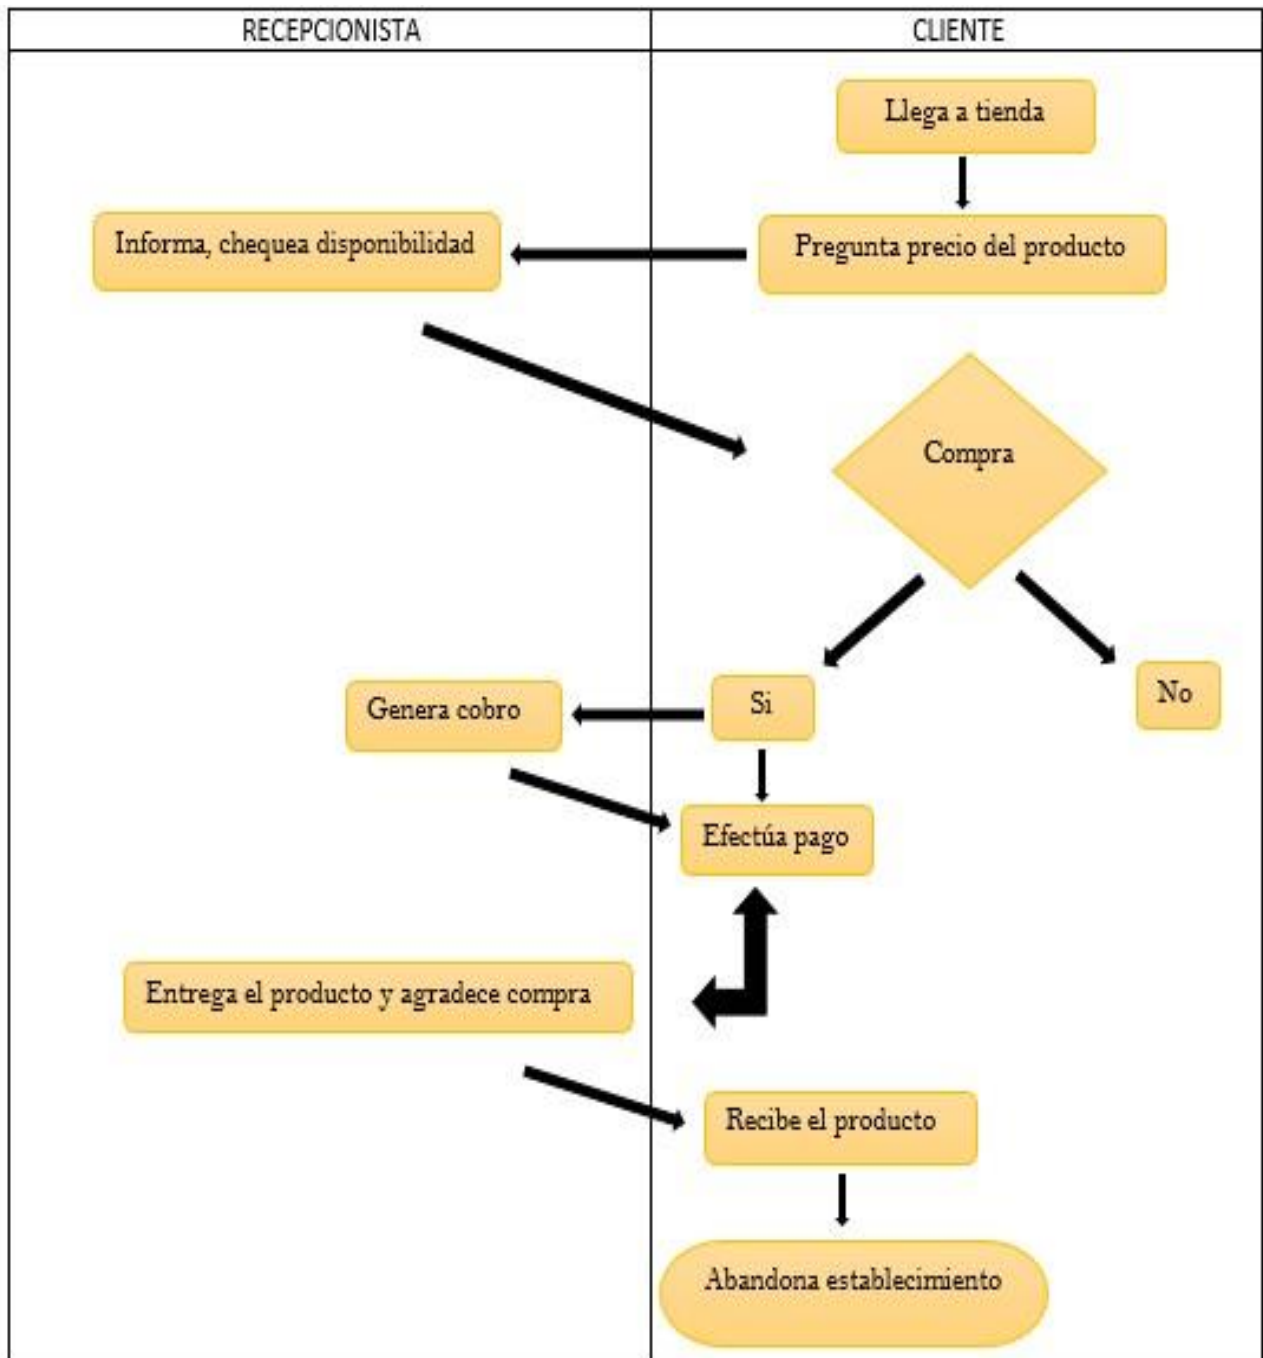 RECEPCIONISTA
CLIENTE
Llega a tienda
Informa, chequea disponibilidad
Pregunta precio del producto
Compra
Genera cobro
Si
No
Efectúa pago
Entrega el producto y agradece compra
Recibe el producto
Abandona establecimiento